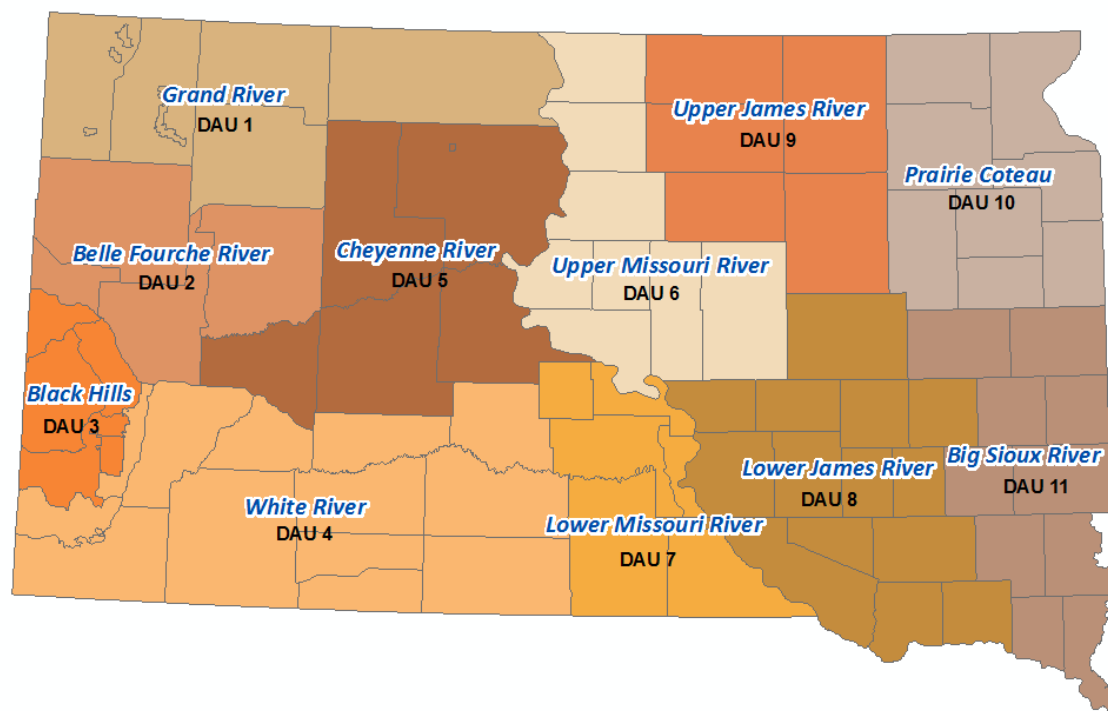 Grand River
DAU 1
Upper James River
DAU 9
Prairie Coteau
DAU 10
Belle Fourche River
DAU 2
Cheyenne River
DAU 5
Upper Missouri River
DAU 6
Black Hills
DAU 3
White River
DAU 4
Lower Missouri River
DAU 7
Lower James River
DAU 8
Big Sioux River
DAU 11